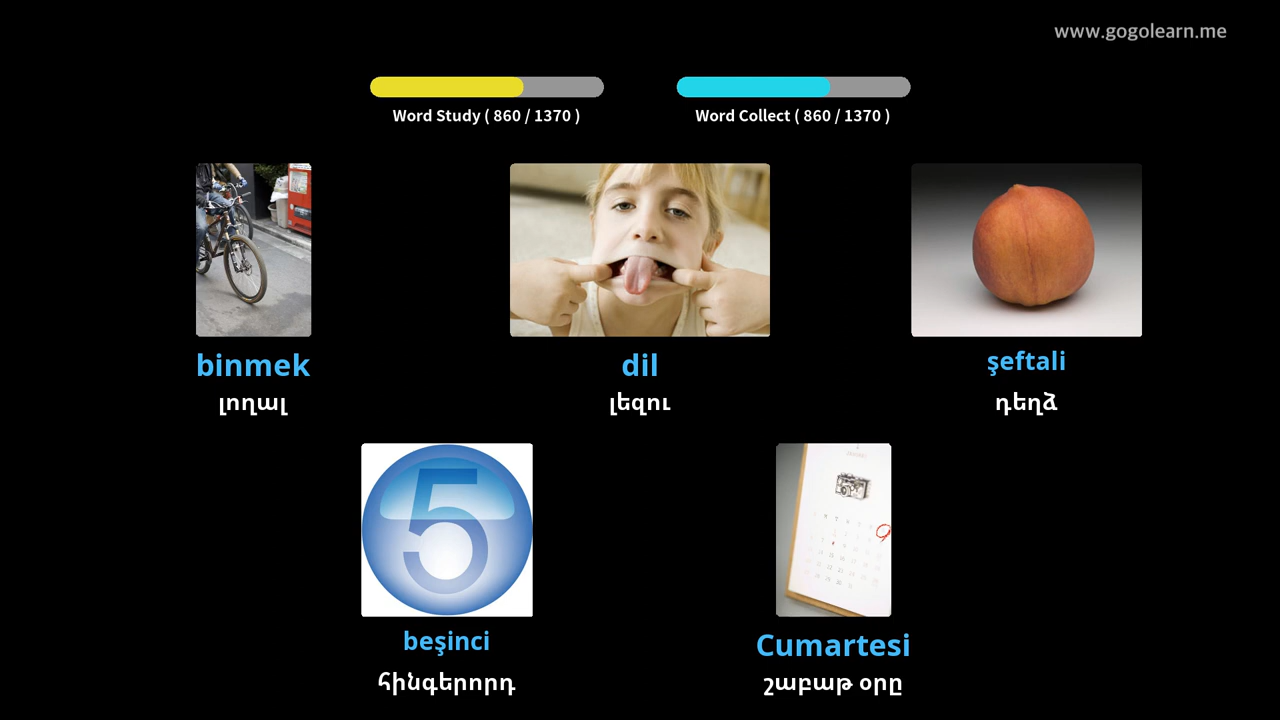 www.gogolearn.me
Word Study ( 860 / 1370 )
Word Collect ( 860 / 1370 )
binmek
լողալ
dil
լեզու
şeftali
դեղձ
5
beşinci
հինգերորդ
Cumartesi
շաբաթ օրը